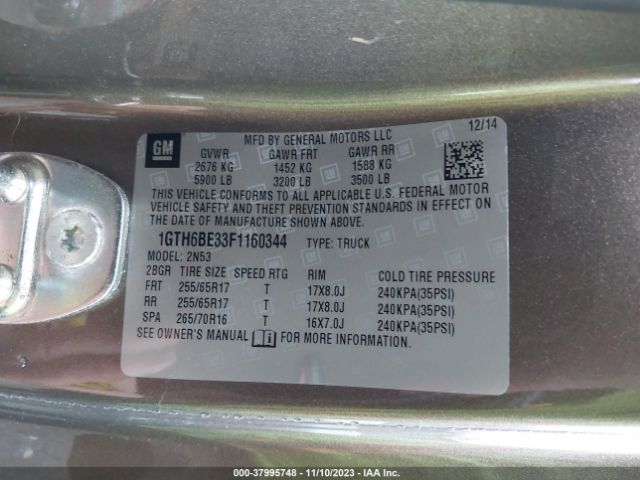 GM
MFD BY GENERAL MOTORS LLC
12/14
GVWR GAWR FRT GAWR RR
2676 KG 1452 KG 1588 KG
5900 LB 3200 LB 3500 LB
THIS VEHICLE CONFORMS TO ALL APPLICABLE U.S. FEDERAL MOTOR
VEHICLE SAFETY AND THEFT PREVENTION STANDARDS IN EFFECT ON
THE DATE OF MANUFACTURE SHOWN ABOVE.
1GTH6BE33F1160344 TYPE: TRUCK
MODEL: 2N53
2BGR TIRE SIZE SPEED RTG RIM COLD TIRE PRESSURE
FRT 255/65R17 T 17X8.0J 240KPA(35PSI)
RR 255/65R17 T 17X8.0J 240KPA(35PSI)
SPA 265/70R16 T 16X7.0J 240KPA(35PSI)
SEE OWNER'S MANUAL FOR MORE INFORMATION.
000-37995748 - 11/10/2023 - IAA Inc.